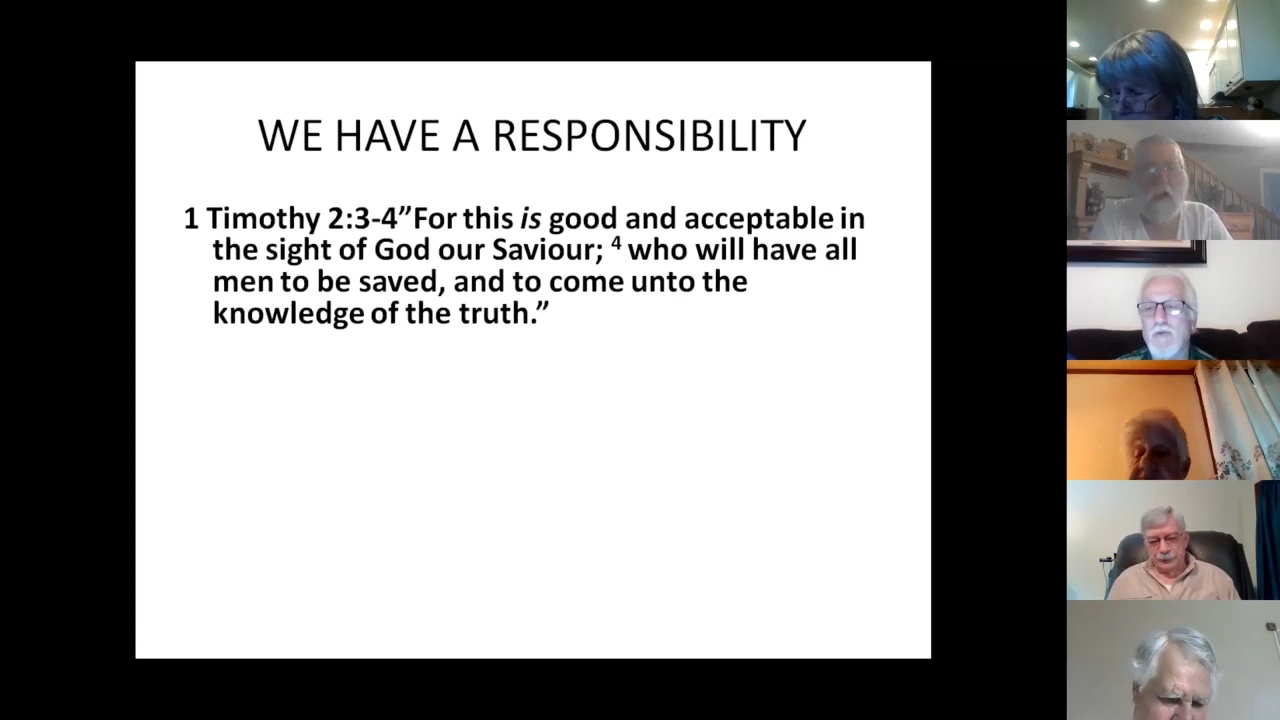 WE HAVE A RESPONSIBILITY
1 Timothy 2:3-4”For this is good and acceptable in
the sight of God our Saviour; 4 who will have all
men to be saved, and to come unto the
knowledge of the truth.”